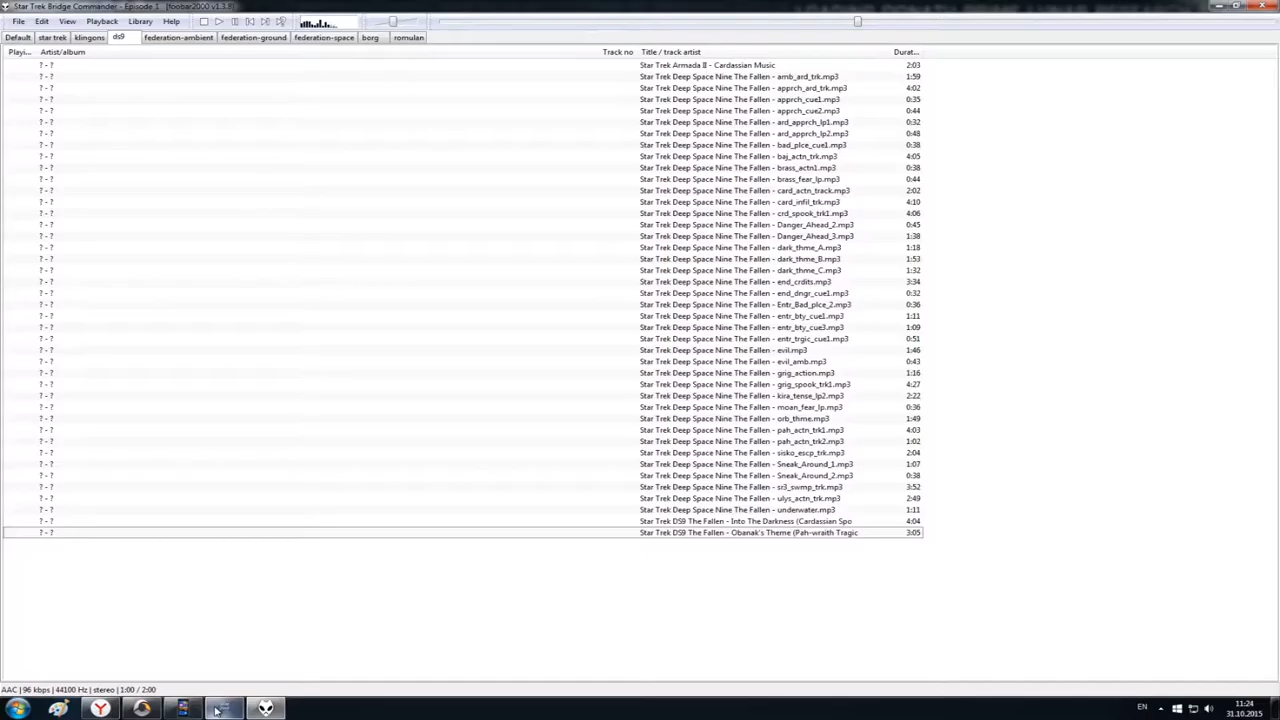 Star Trek Bridge Commander - Episode 1 [foobar2000 v1.3.8]
File Edit View Playback Library Help
Default star trek klingons ds9 federation-ambient federation-ground federation-space borg romulan
Playi... Artist/album Track no Title / track artist Durat...
? - ? Star Trek Armada II - Cardassian Music 2:03
? - ? Star Trek Deep Space Nine The Fallen - amb_ard_trk.mp3 1:59
? - ? Star Trek Deep Space Nine The Fallen - apprch_ard_trk.mp3 4:02
? - ? Star Trek Deep Space Nine The Fallen - apprch_cue1.mp3 0:35
? - ? Star Trek Deep Space Nine The Fallen - apprch_cue2.mp3 0:44
? - ? Star Trek Deep Space Nine The Fallen - ard_apprch_lp1.mp3 0:32
? - ? Star Trek Deep Space Nine The Fallen - ard_apprch_lp2.mp3 0:48
? - ? Star Trek Deep Space Nine The Fallen - bad_plce_cue1.mp3 0:38
? - ? Star Trek Deep Space Nine The Fallen - baj_actn_trk.mp3 4:05
? - ? Star Trek Deep Space Nine The Fallen - brass_actn1.mp3 0:38
? - ? Star Trek Deep Space Nine The Fallen - brass_fear_lp.mp3 0:44
? - ? Star Trek Deep Space Nine The Fallen - card_actn_track.mp3 2:02
? - ? Star Trek Deep Space Nine The Fallen - card_infil_trk.mp3 4:10
? - ? Star Trek Deep Space Nine The Fallen - crd_spook_trk1.mp3 4:06
? - ? Star Trek Deep Space Nine The Fallen - Danger_Ahead_2.mp3 0:45
? - ? Star Trek Deep Space Nine The Fallen - Danger_Ahead_3.mp3 1:38
? - ? Star Trek Deep Space Nine The Fallen - dark_thme_A.mp3 1:18
? - ? Star Trek Deep Space Nine The Fallen - dark_thme_B.mp3 1:53
? - ? Star Trek Deep Space Nine The Fallen - dark_thme_C.mp3 1:32
? - ? Star Trek Deep Space Nine The Fallen - end_crdits.mp3 3:34
? - ? Star Trek Deep Space Nine The Fallen - end_dngr_cue1.mp3 0:32
? - ? Star Trek Deep Space Nine The Fallen - Entr_Bad_plce_2.mp3 0:36
? - ? Star Trek Deep Space Nine The Fallen - entr_bty_cue1.mp3 1:11
? - ? Star Trek Deep Space Nine The Fallen - entr_bty_cue3.mp3 1:09
? - ? Star Trek Deep Space Nine The Fallen - entr_trgic_cue1.mp3 0:51
? - ? Star Trek Deep Space Nine The Fallen - evil.mp3 1:46
? - ? Star Trek Deep Space Nine The Fallen - evil_amb.mp3 0:43
? - ? Star Trek Deep Space Nine The Fallen - grig_action.mp3 1:16
? - ? Star Trek Deep Space Nine The Fallen - grig_spook_trk1.mp3 4:27
? - ? Star Trek Deep Space Nine The Fallen - kira_tense_lp2.mp3 2:22
? - ? Star Trek Deep Space Nine The Fallen - moan_fear_lp.mp3 0:36
? - ? Star Trek Deep Space Nine The Fallen - orb_thme.mp3 1:49
? - ? Star Trek Deep Space Nine The Fallen - pah_actn_trk1.mp3 4:03
? - ? Star Trek Deep Space Nine The Fallen - pah_actn_trk2.mp3 1:02
? - ? Star Trek Deep Space Nine The Fallen - sisko_escp_trk.mp3 2:04
? - ? Star Trek Deep Space Nine The Fallen - Sneak_Around_1.mp3 1:07
? - ? Star Trek Deep Space Nine The Fallen - Sneak_Around_2.mp3 0:38
? - ? Star Trek Deep Space Nine The Fallen - sr3_swmp_trk.mp3 3:52
? - ? Star Trek Deep Space Nine The Fallen - ulys_actn_trk.mp3 2:49
? - ? Star Trek Deep Space Nine The Fallen - underwater.mp3 1:11
? - ? Star Trek DS9 The Fallen - Into The Darkness (Cardassian Spo 4:04
? - ? Star Trek DS9 The Fallen - Obanak's Theme (Pah-wraith Tragic 3:05
AAC | 96 kbps | 44100 Hz | stereo | 1:00 / 2:00
EN 11:24
31.10.2015